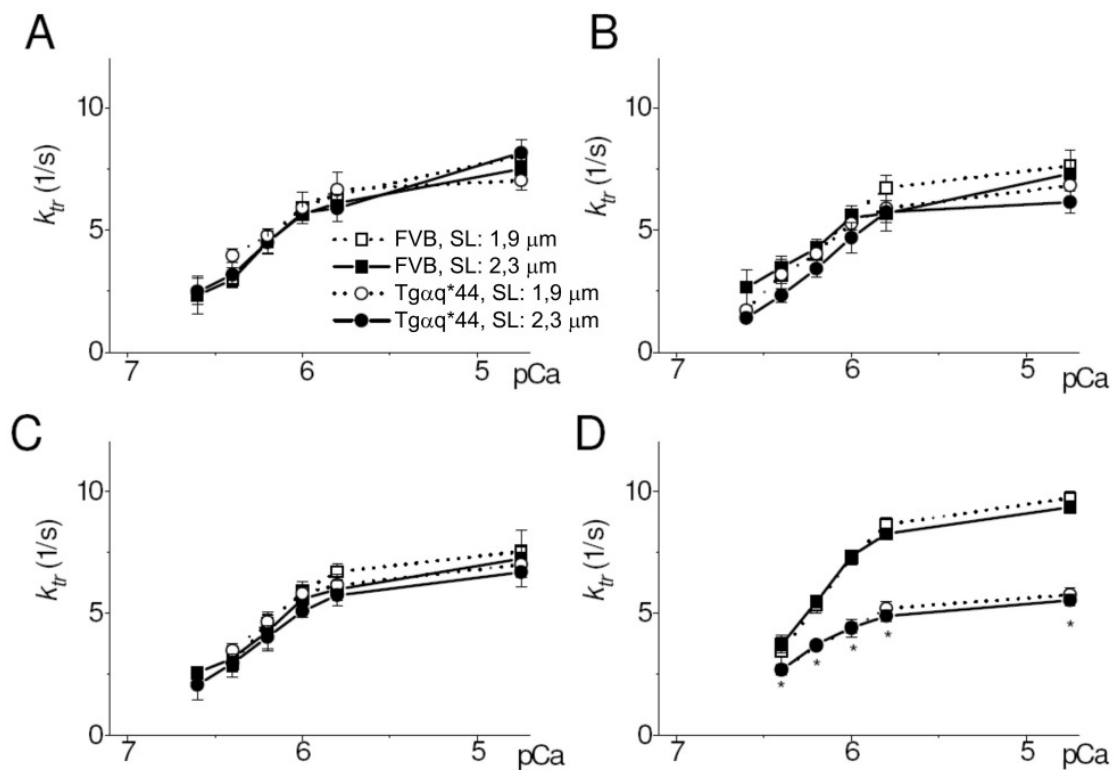 A
10
5
0
k_tr (1/s)
7 6 5 pCa
FVB, SL: 1,9 μm
FVB, SL: 2,3 μm
Tgαq*44, SL: 1,9 μm
Tgαq*44, SL: 2,3 μm
B
10
5
0
k_tr (1/s)
7 6 5 pCa
C
10
5
0
k_tr (1/s)
7 6 5 pCa
D
10
5
0
k_tr (1/s)
* * * * *
7 6 5 pCa